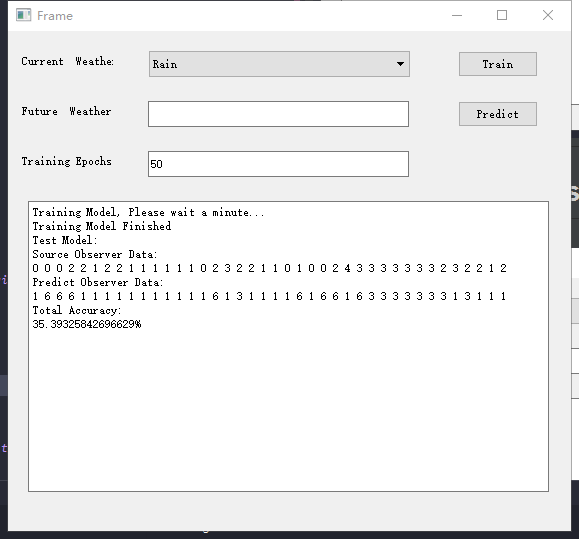 Frame
Current Weathe:
Rain
Train
Future Weather
Predict
Training Epochs
50
Training Model, Please wait a minute...
Training Model Finished
Test Model:
Source Observer Data:
0 0 0 2 2 1 2 2 1 1 1 1 1 1 0 2 3 2 2 1 1 0 1 0 0 2 4 3 3 3 3 3 3 3 2 3 2 2 1 2
Predict Observer Data:
1 6 6 6 1 1 1 1 1 1 1 1 1 1 1 6 1 3 1 1 1 1 6 1 6 6 1 6 3 3 3 3 3 3 3 1 3 1 1 1
Total Accuracy:
35.39325842696629%